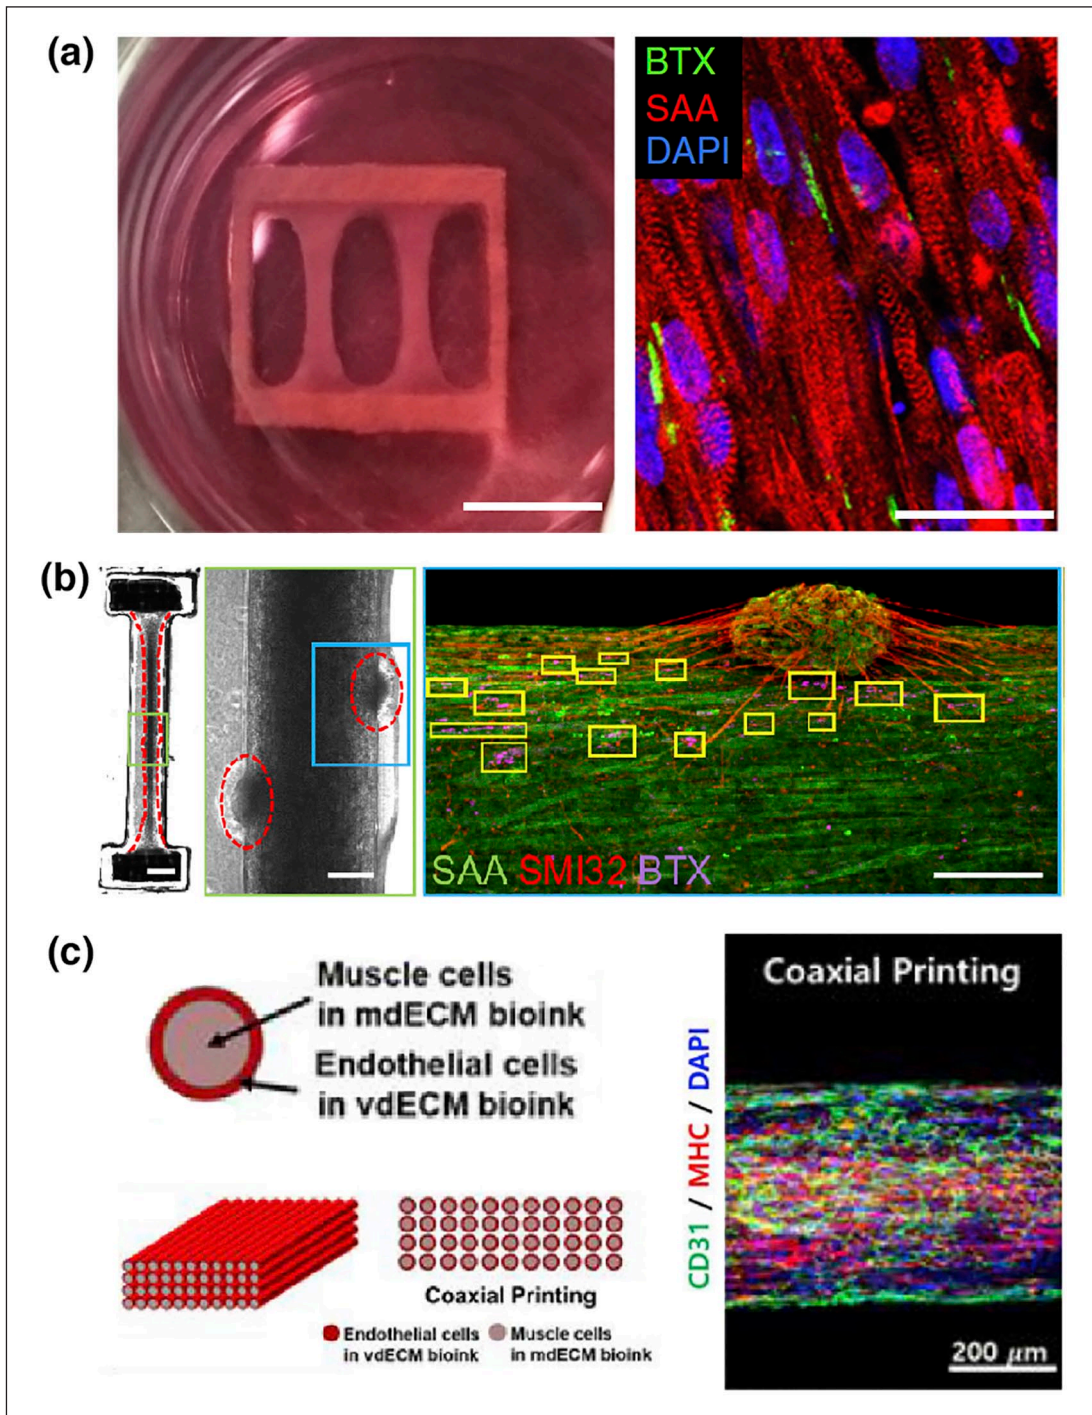 (a)
BTX
SAA
DAPI
(b)
SAA SMI32 BTX
(c)
Muscle cells
in mdECM bioink
Endothelial cells
in vdECM bioink
Coaxial Printing
Endothelial cells
in vdECM bioink
Muscle cells
in mdECM bioink
Coaxial Printing
CD31 / MHC / DAPI
200 μm